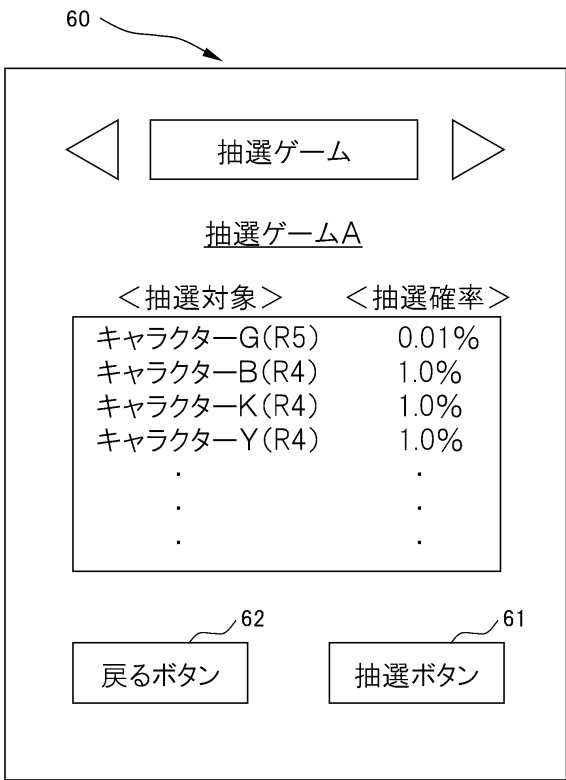 60
抽選ゲーム
抽選ゲームA
＜抽選対象＞ ＜抽選確率＞
キャラクターG(R5) 0.01%
キャラクターB(R4) 1.0%
キャラクターK(R4) 1.0%
キャラクターY(R4) 1.0%
. .
. .
. .
62 61
戻るボタン 抽選ボタン